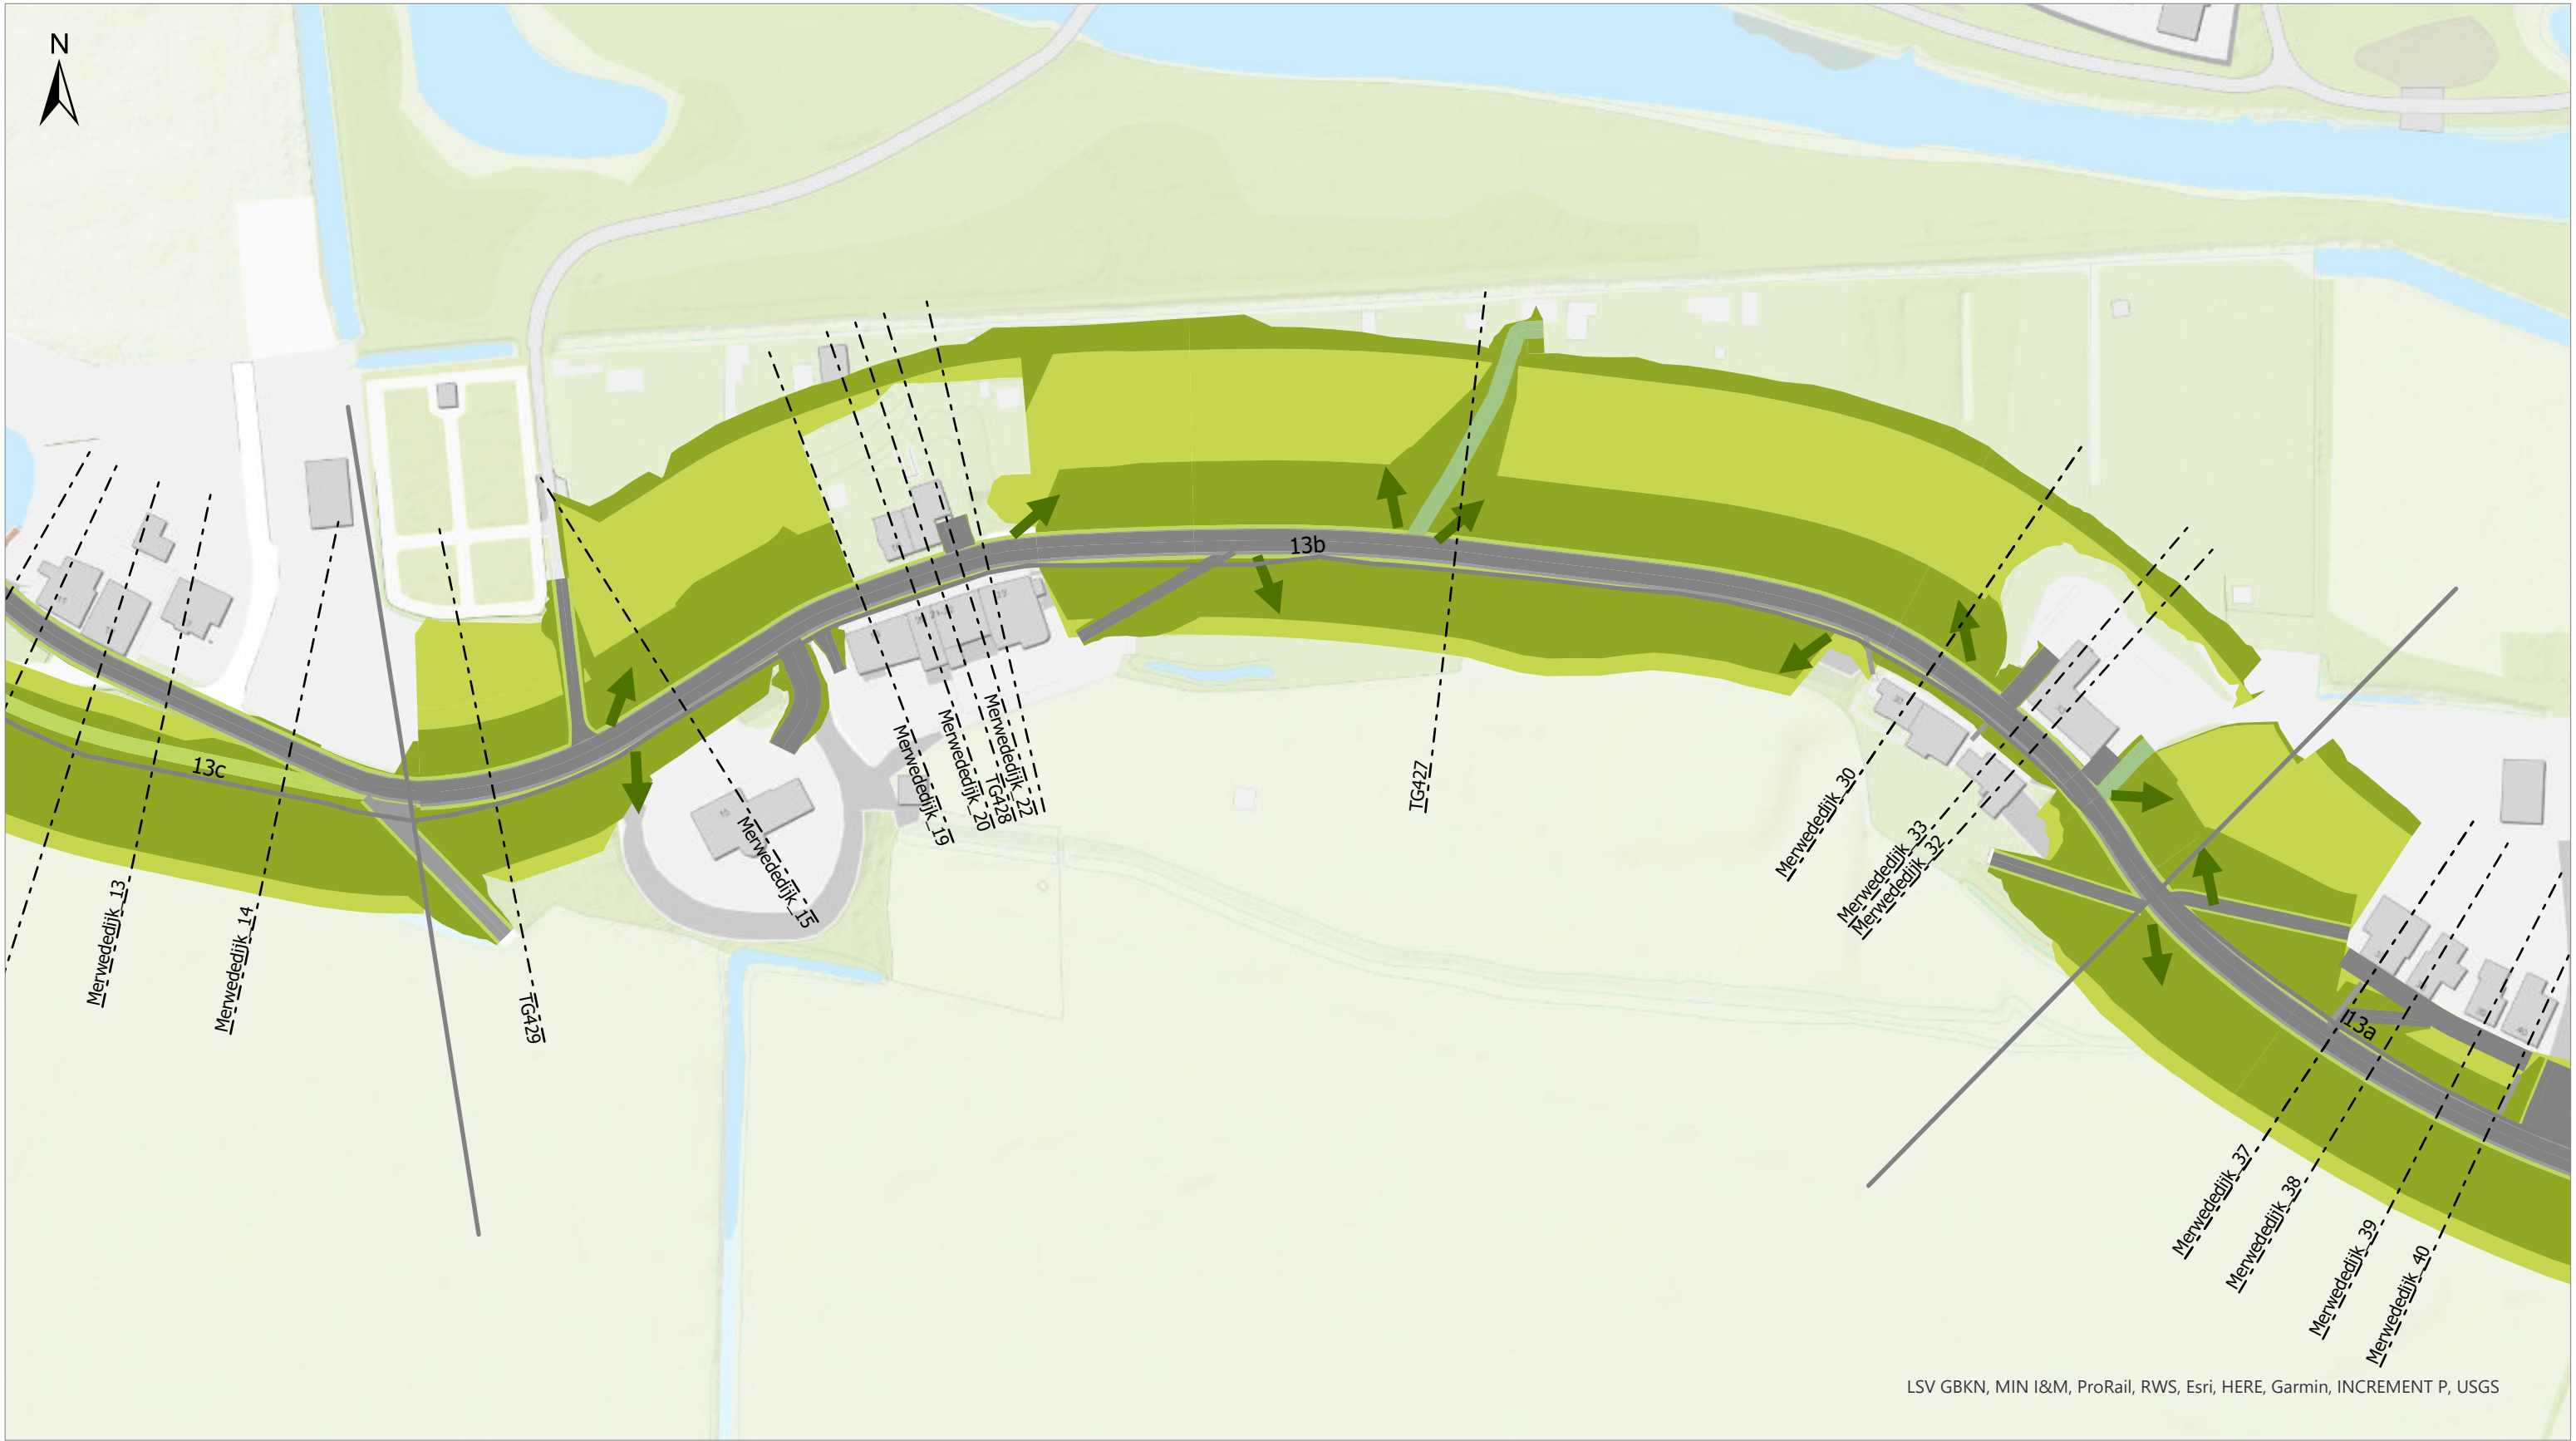 N
13b
13c
13a
Merwededijk_13
Merwededijk_14
TG429
Merwededijk_15
Merwededijk_19
Merwededijk_20
TG428
Merwededijk_22
TG427
Merwededijk_30
Merwededijk_33
Merwededijk_32
Merwededijk_37
Merwededijk_38
Merwededijk_39
Merwededijk_40
LSV GBKN, MIN I&M, ProRail, RWS, Esri, HERE, Garmin, INCREMENT P, USGS